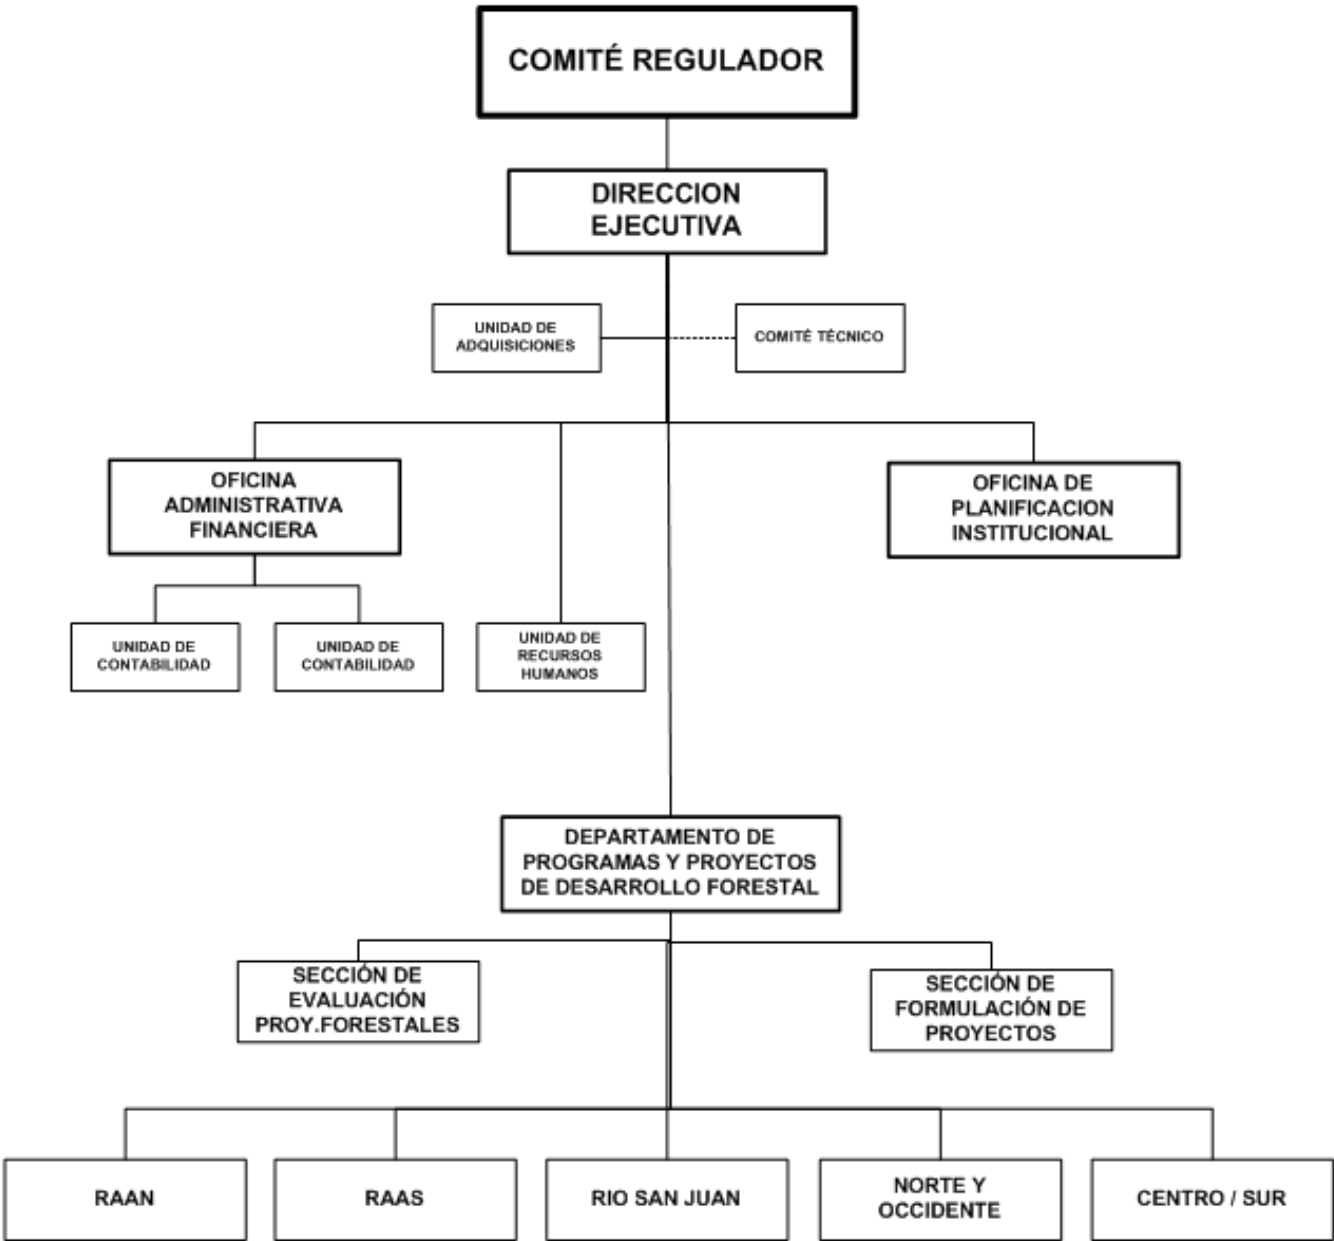 COMITÉ REGULADOR
DIRECCION
EJECUTIVA
UNIDAD DE
ADQUISICIONES
COMITÉ TÉCNICO
OFICINA
ADMINISTRATIVA
FINANCIERA
OFICINA DE
PLANIFICACION
INSTITUCIONAL
UNIDAD DE
CONTABILIDAD
UNIDAD DE
CONTABILIDAD
UNIDAD DE
RECURSOS
HUMANOS
DEPARTAMENTO DE
PROGRAMAS Y PROYECTOS
DE DESARROLLO FORESTAL
SECCIÓN DE
EVALUACIÓN
PROY.FORESTALES
SECCIÓN DE
FORMULACIÓN DE
PROYECTOS
RAAN
RAAS
RIO SAN JUAN
NORTE Y
OCCIDENTE
CENTRO / SUR